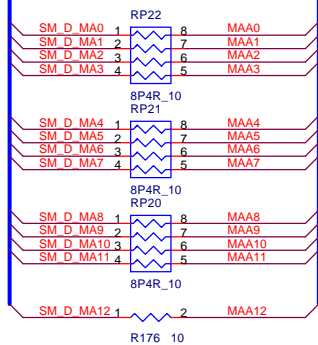 RP22
SM_D_MA0 1 8 MAA0
SM_D_MA1 2 7 MAA1
SM_D_MA2 3 6 MAA2
SM_D_MA3 4 5 MAA3
8P4R_10
RP21
SM_D_MA4 1 8 MAA4
SM_D_MA5 2 7 MAA5
SM_D_MA6 3 6 MAA6
SM_D_MA7 4 5 MAA7
8P4R_10
RP20
SM_D_MA8 1 8 MAA8
SM_D_MA9 2 7 MAA9
SM_D_MA10 3 6 MAA10
SM_D_MA11 4 5 MAA11
8P4R_10
SM_D_MA12 1 2 MAA12
R176 10